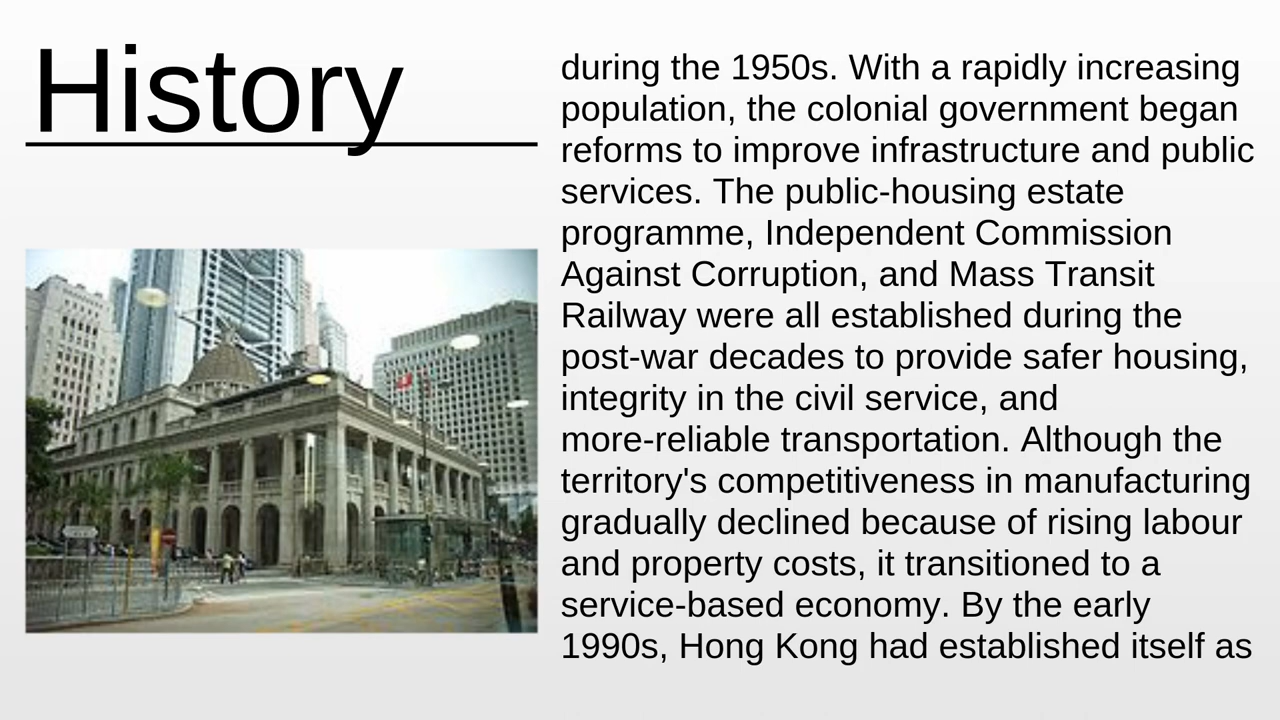 History
during the 1950s. With a rapidly increasing
population, the colonial government began
reforms to improve infrastructure and public
services. The public-housing estate
programme, Independent Commission
Against Corruption, and Mass Transit
Railway were all established during the
post-war decades to provide safer housing,
integrity in the civil service, and
more-reliable transportation. Although the
territory's competitiveness in manufacturing
gradually declined because of rising labour
and property costs, it transitioned to a
service-based economy. By the early
1990s, Hong Kong had established itself as